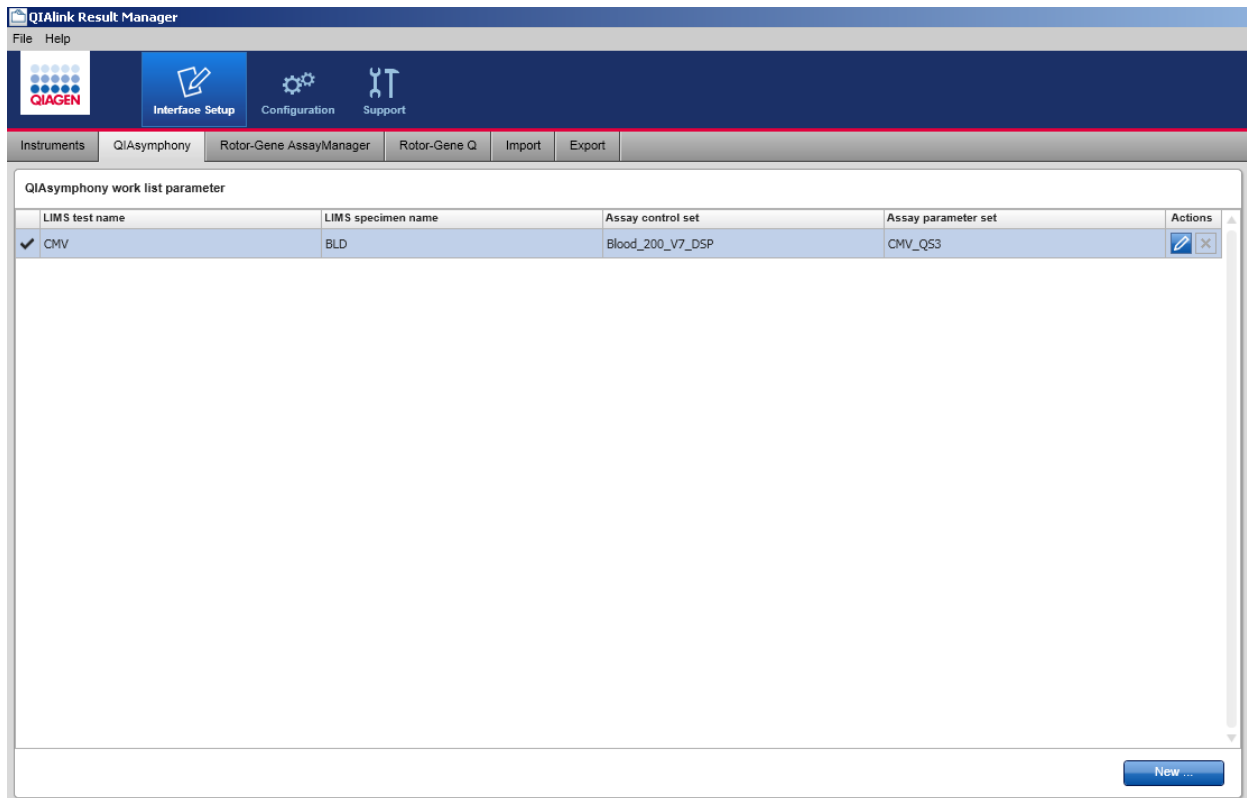 QIAlink Result Manager
File Help
QIAGEN
Interface Setup Configuration Support
Instruments QIAsymphony Rotor-Gene AssayManager Rotor-Gene Q Import Export
QIAsymphony work list parameter
LIMS test name LIMS specimen name Assay control set Assay parameter set Actions
CMV BLD Blood_200_V7_DSP CMV_QS3
New ...